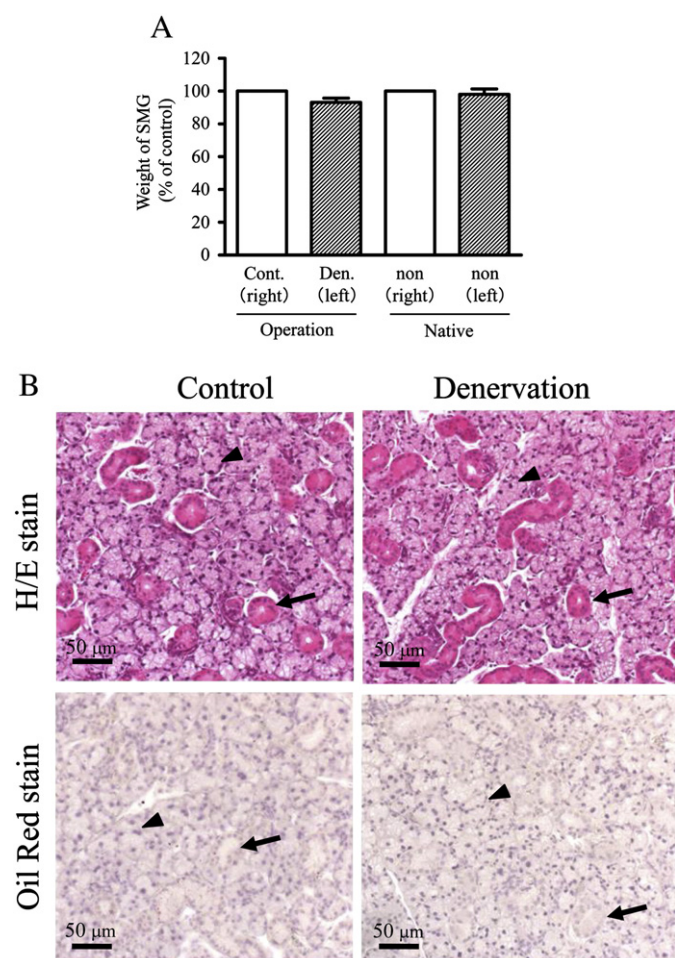 A
Weight of SMG
(% of control)
120
100
80
60
40
20
0
Cont. Den. non non
(right) (left) (right) (left)
Operation Native
B
Control Denervation
H/E stain
50 μm 50 μm
Oil Red stain
50 μm 50 μm